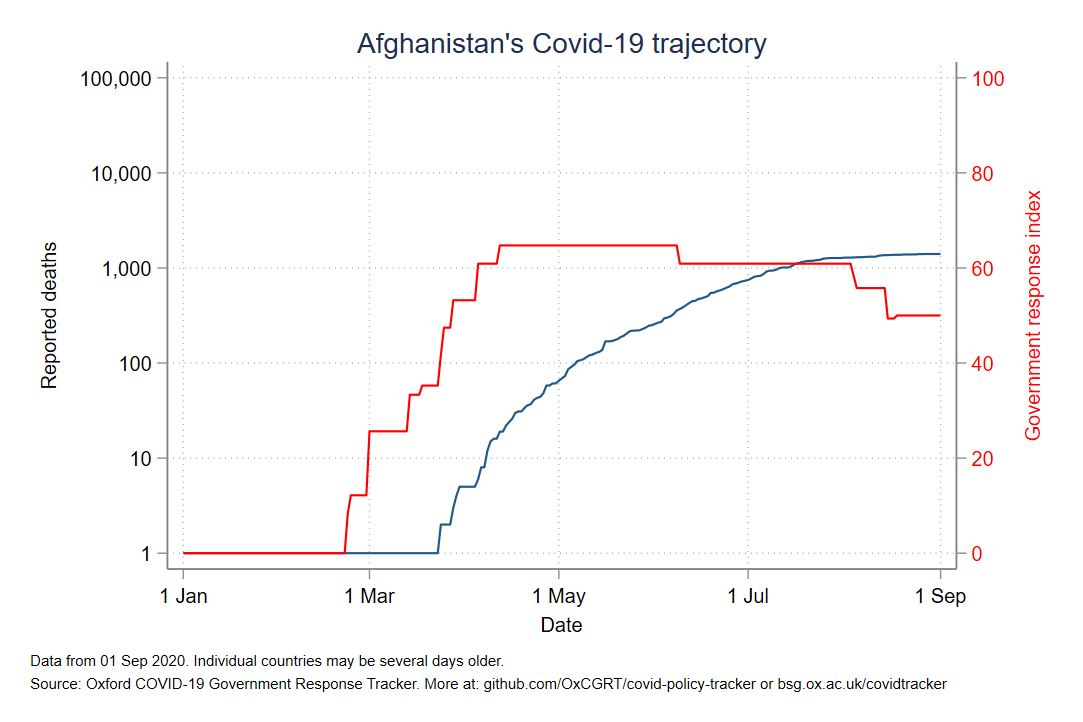 Afghanistan's Covid-19 trajectory
100,000
10,000
1,000
100
10
1
Reported deaths
100
80
60
40
20
0
Government response index
1 Jan
1 Mar
1 May
1 Jul
1 Sep
Date
Data from 01 Sep 2020. Individual countries may be several days older.
Source: Oxford COVID-19 Government Response Tracker. More at: github.com/OxCGRT/covid-policy-tracker or bsg.ox.ac.uk/covidtracker